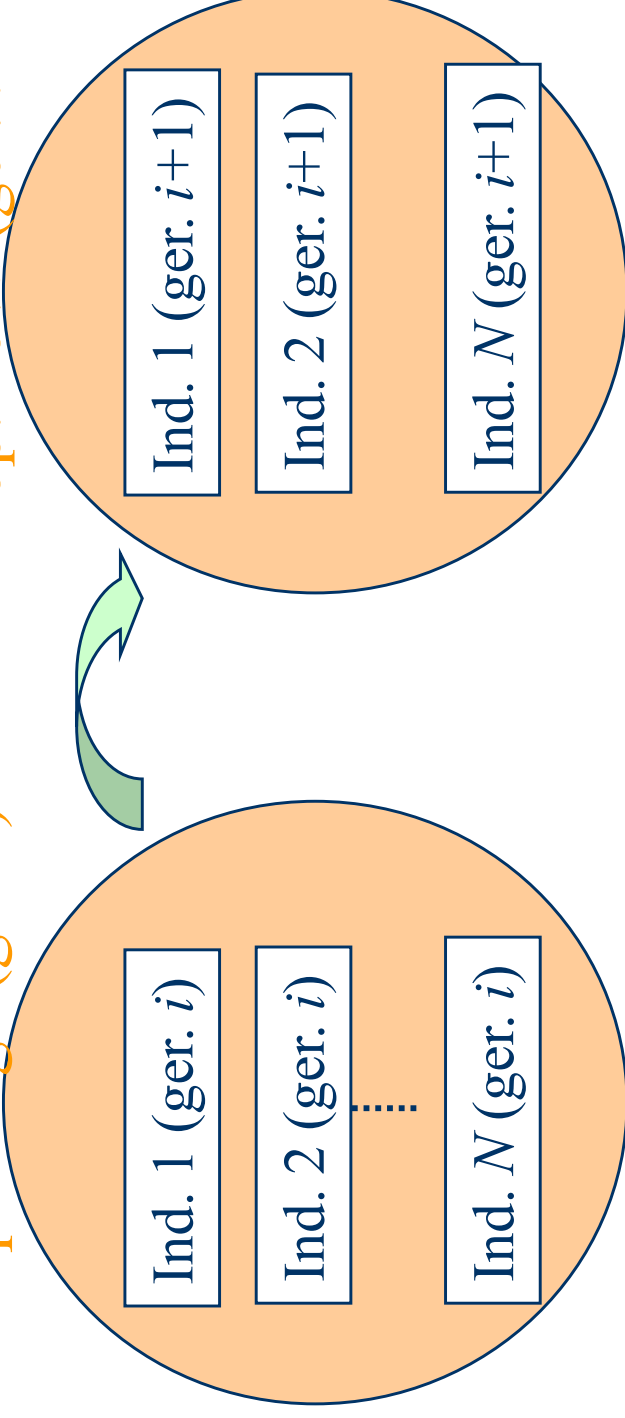 Ind. 1 (ger. i)
Ind. 2 (ger. i)
Ind. N (ger. i)
Ind. 1 (ger. i+1)
Ind. 2 (ger. i+1)
Ind. N (ger. i+1)